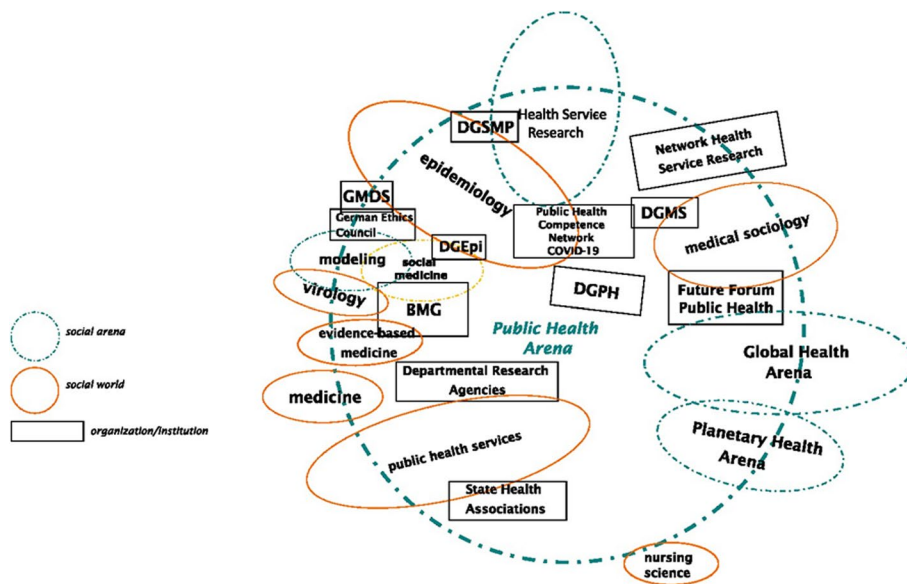 DGSMP
Health Service
Research
Network Health
Service Research
epidemiology
GMDS
German Ethics
Council
Public Health
Competence
Network
COVID-19
DGMS
medical sociology
DGEpi
modeling
social
medicine
virology
BMG
DGPH
Future Forum
Public Health
evidence-based
medicine
Public Health
Arena
Global Health
Arena
social arena
social world
organization/institution
medicine
Departmental Research
Agencies
public health services
Planetary Health
Arena
State Health
Associations
nursing
science